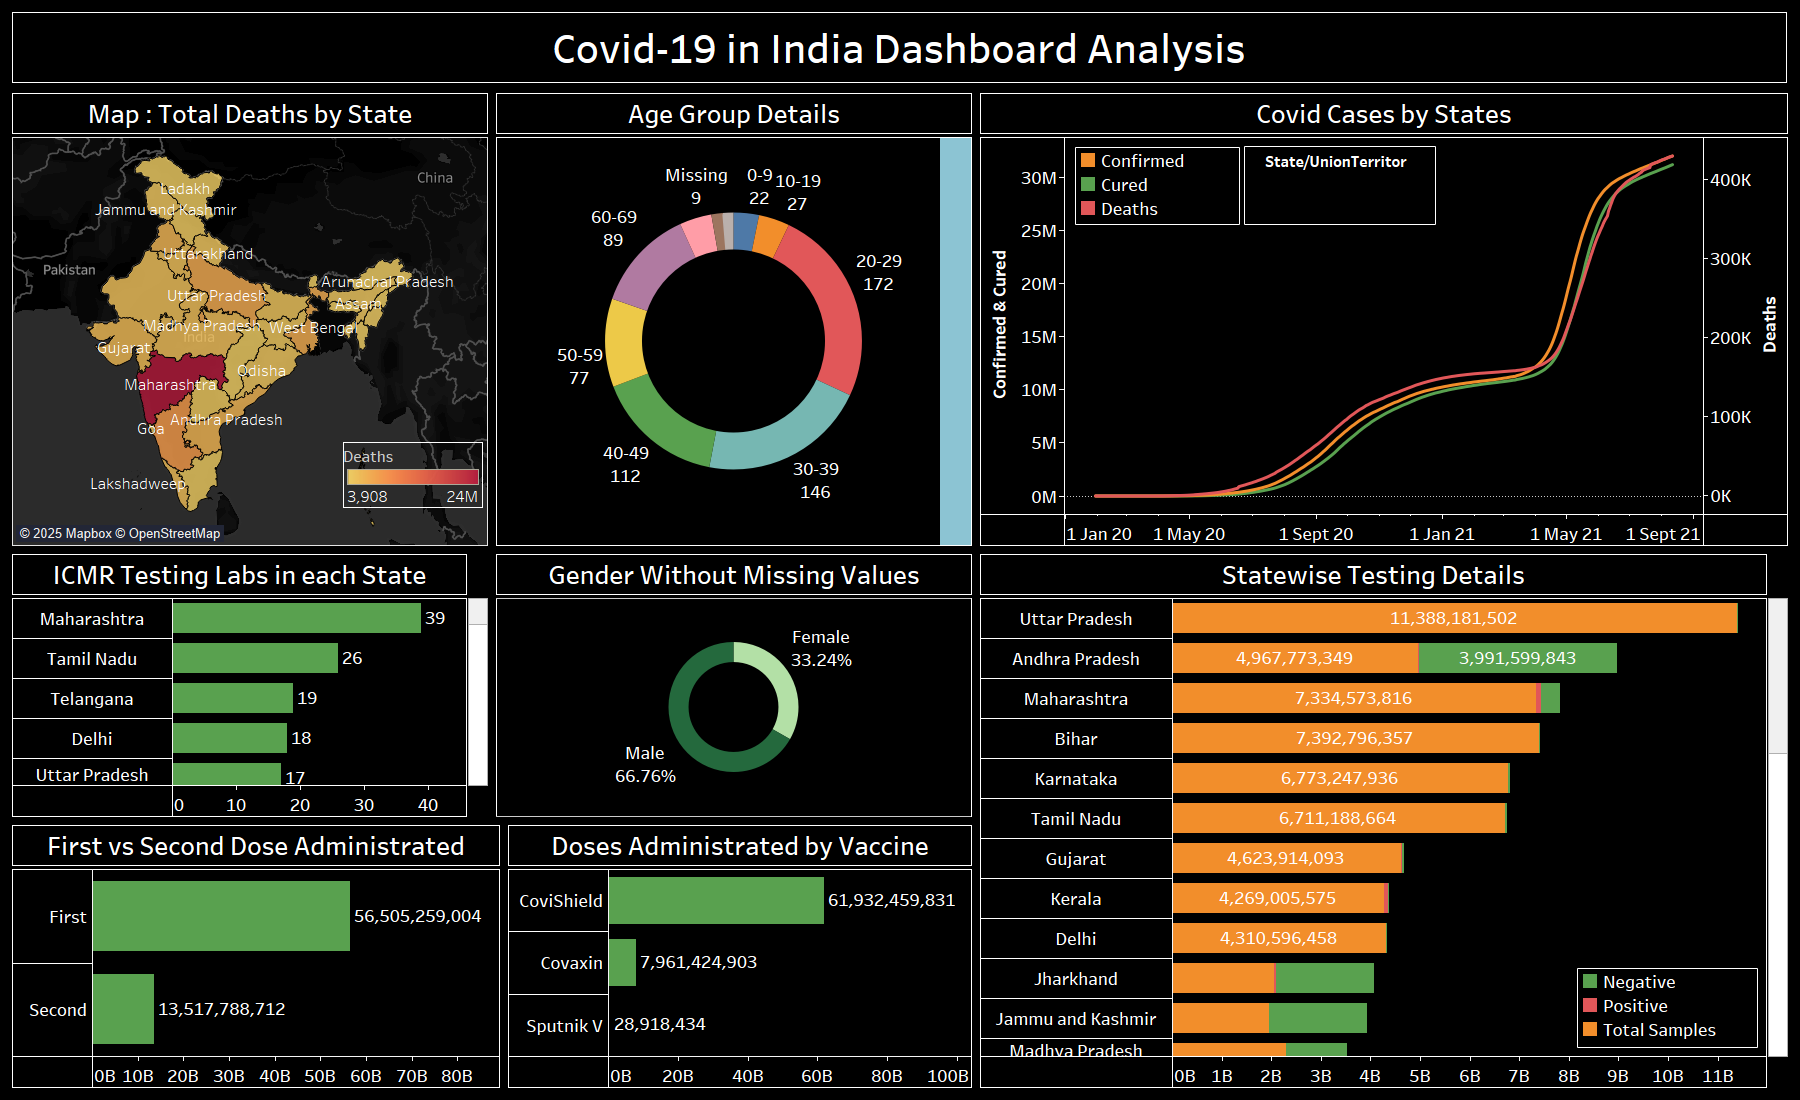 Covid-19 in India Dashboard Analysis
Map : Total Deaths by State
China
Ladakh
Jammu and Kashmir
Uttarakhand
Pakistan
Arunachal Pradesh
Uttar Pradesh
Assam
Madhya Pradesh
West Bengal
India
Gujarat
Odisha
Maharashtra
Andhra Pradesh
Goa
Lakshadweep
Deaths
3,908 24M
© 2025 Mapbox © OpenStreetMap
Age Group Details
Missing
9
0-9
22
10-19
27
60-69
89
20-29
172
50-59
77
40-49
112
30-39
146
Covid Cases by States
Confirmed
Cured
Deaths
State/UnionTerritor
Confirmed & Cured
30M
25M
20M
15M
10M
5M
0M
400K
300K
200K
100K
0K
Deaths
1 Jan 20 1 May 20 1 Sept 20 1 Jan 21 1 May 21 1 Sept 21
ICMR Testing Labs in each State
Maharashtra 39
Tamil Nadu 26
Telangana 19
Delhi 18
Uttar Pradesh 17
0 10 20 30 40
Gender Without Missing Values
Female
33.24%
Male
66.76%
Statewise Testing Details
Uttar Pradesh 11,388,181,502
Andhra Pradesh 4,967,773,349 3,991,599,843
Maharashtra 7,334,573,816
Bihar 7,392,796,357
Karnataka 6,773,247,936
Tamil Nadu 6,711,188,664
Gujarat 4,623,914,093
Kerala 4,269,005,575
Delhi 4,310,596,458
Jharkhand
Jammu and Kashmir
Madhya Pradesh
Negative
Positive
Total Samples
0B 1B 2B 3B 4B 5B 6B 7B 8B 9B 10B 11B
First vs Second Dose Administrated
First 56,505,259,004
Second 13,517,788,712
0B 10B 20B 30B 40B 50B 60B 70B 80B
Doses Administrated by Vaccine
CoviShield 61,932,459,831
Covaxin 7,961,424,903
Sputnik V 28,918,434
0B 20B 40B 60B 80B 100B